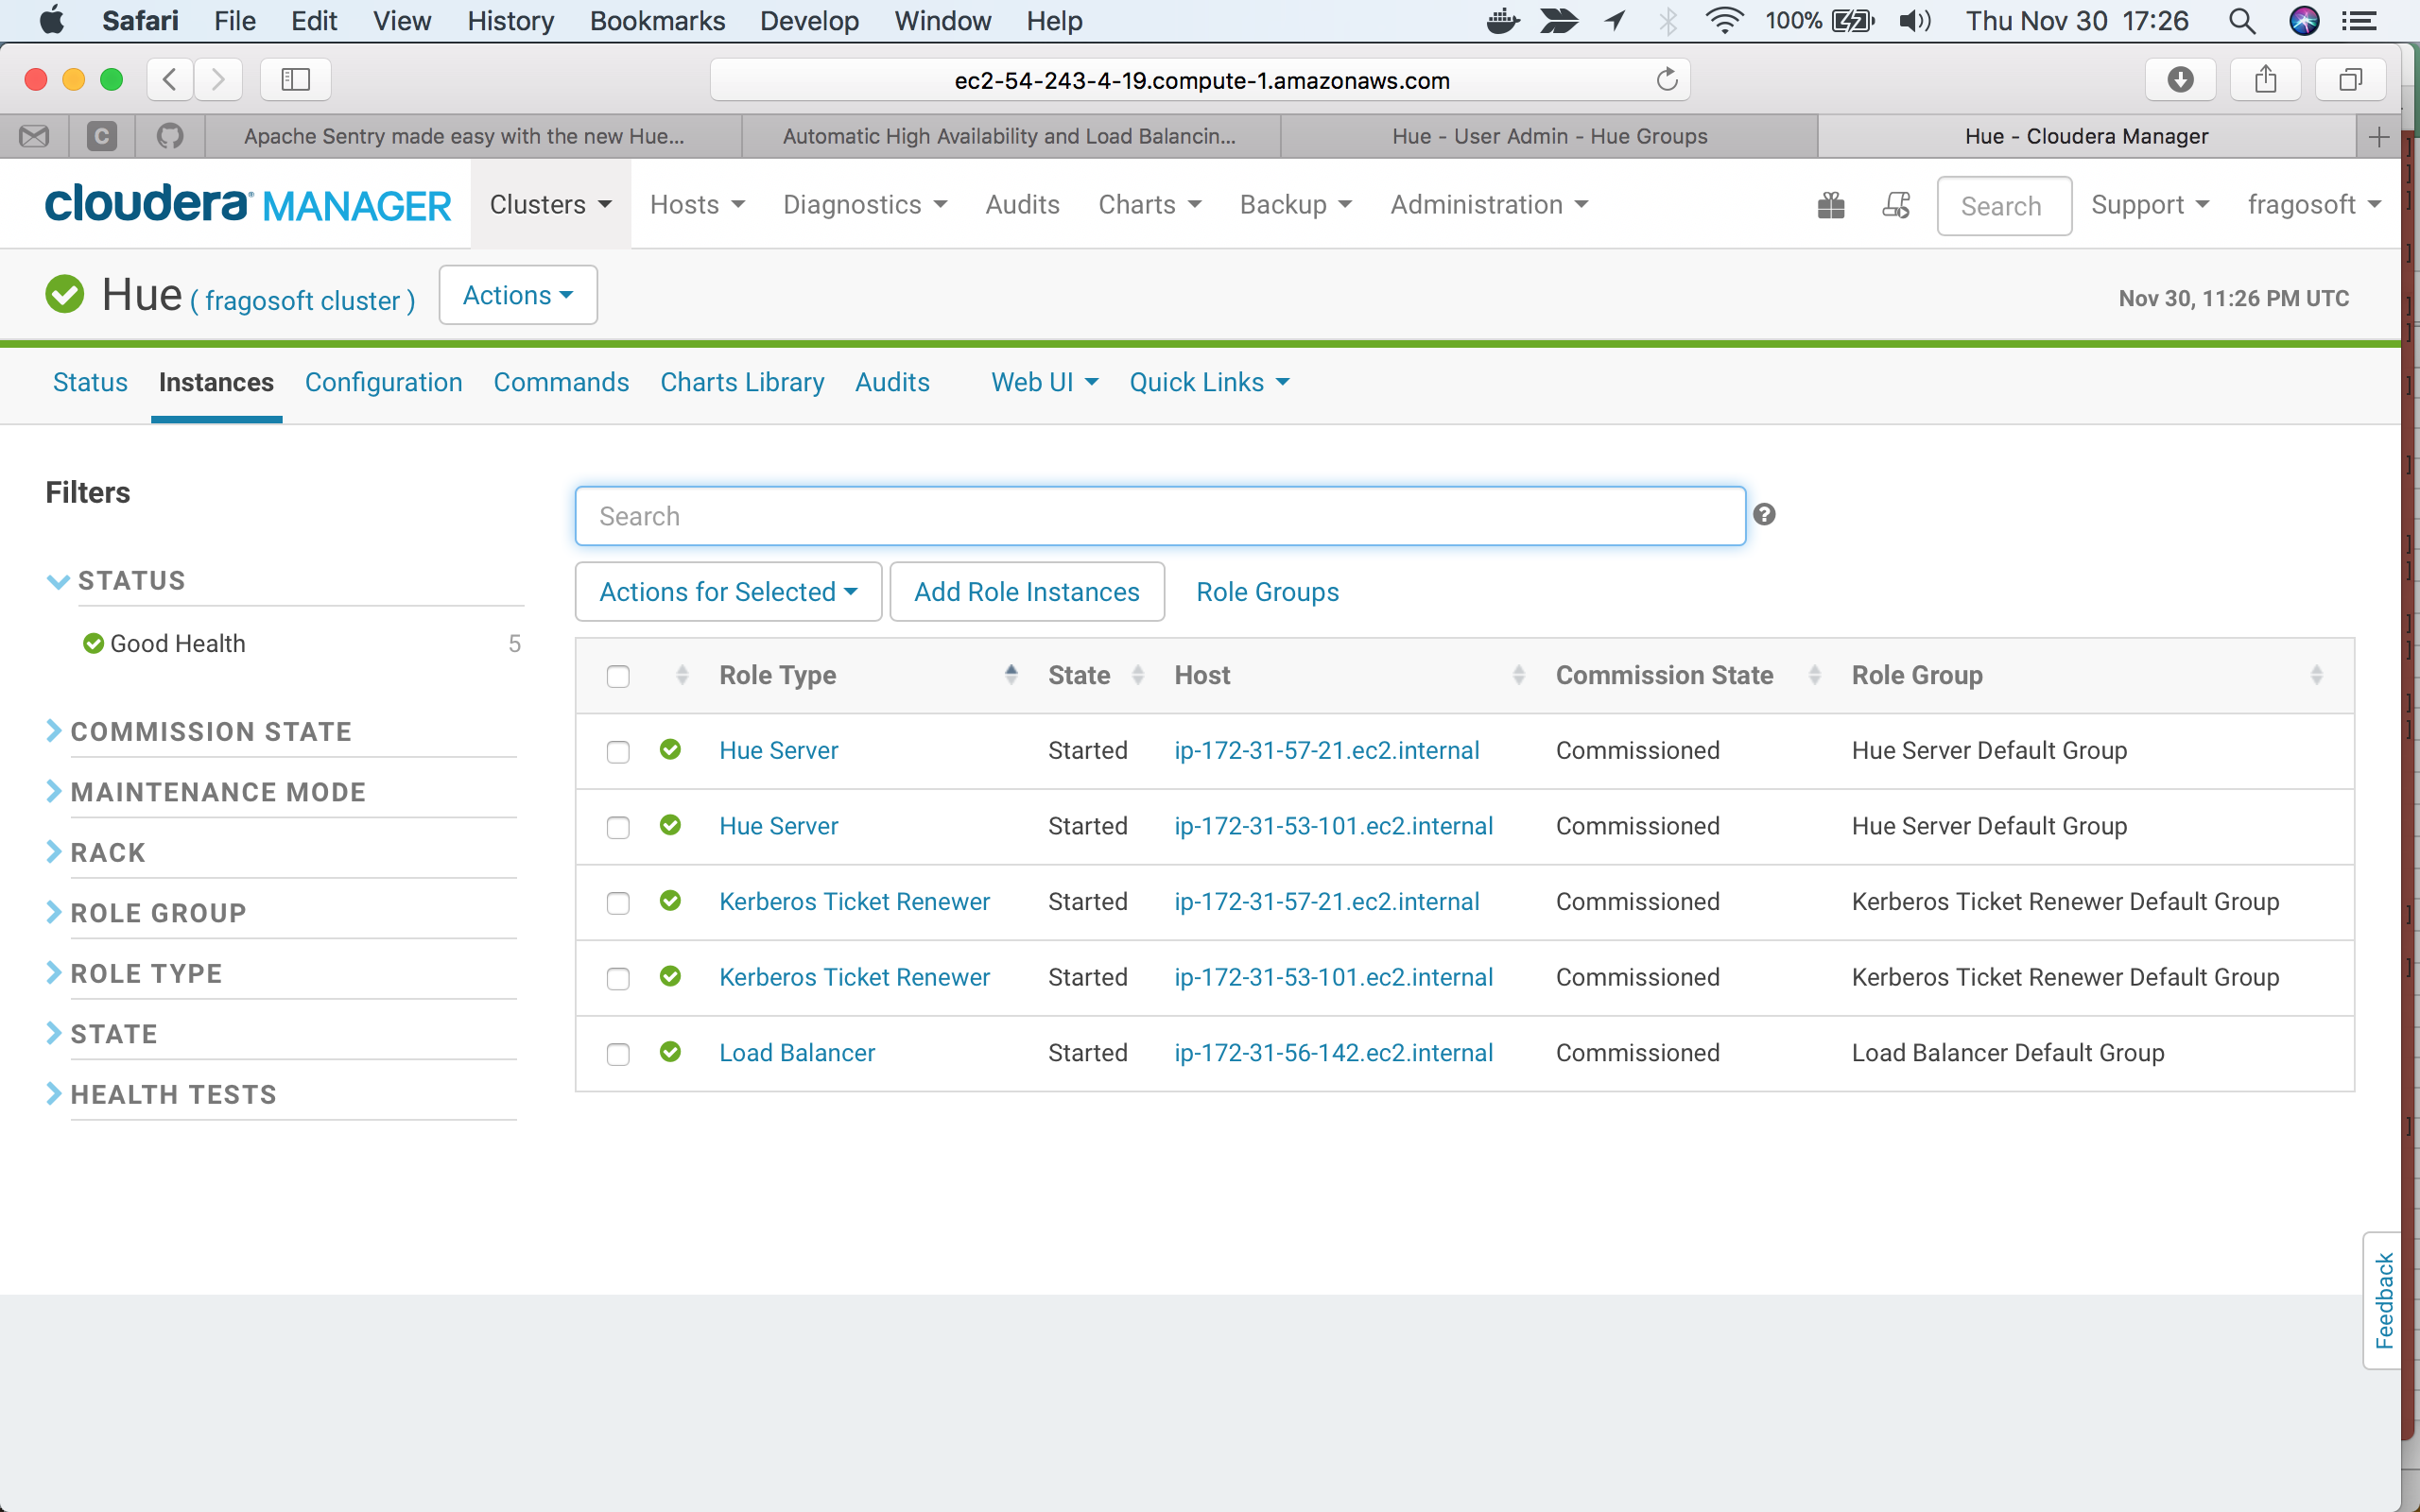 Safari File Edit View History Bookmarks Develop Window Help 100% Thu Nov 30 17:26
ec2-54-243-4-19.compute-1.amazonaws.com
C Apache Sentry made easy with the new Hue... Automatic High Availability and Load Balancin... Hue - User Admin - Hue Groups Hue - Cloudera Manager
cloudera MANAGER Clusters Hosts Diagnostics Audits Charts Backup Administration Search Support fragosoft
Hue ( fragosoft cluster ) Actions Nov 30, 11:26 PM UTC
Status Instances Configuration Commands Charts Library Audits Web UI Quick Links
Filters
Search
STATUS
Good Health 5
COMMISSION STATE
MAINTENANCE MODE
RACK
ROLE GROUP
ROLE TYPE
STATE
HEALTH TESTS
Actions for Selected Add Role Instances Role Groups
Role Type State Host Commission State Role Group
Hue Server Started ip-172-31-57-21.ec2.internal Commissioned Hue Server Default Group
Hue Server Started ip-172-31-53-101.ec2.internal Commissioned Hue Server Default Group
Kerberos Ticket Renewer Started ip-172-31-57-21.ec2.internal Commissioned Kerberos Ticket Renewer Default Group
Kerberos Ticket Renewer Started ip-172-31-53-101.ec2.internal Commissioned Kerberos Ticket Renewer Default Group
Load Balancer Started ip-172-31-56-142.ec2.internal Commissioned Load Balancer Default Group
Feedback